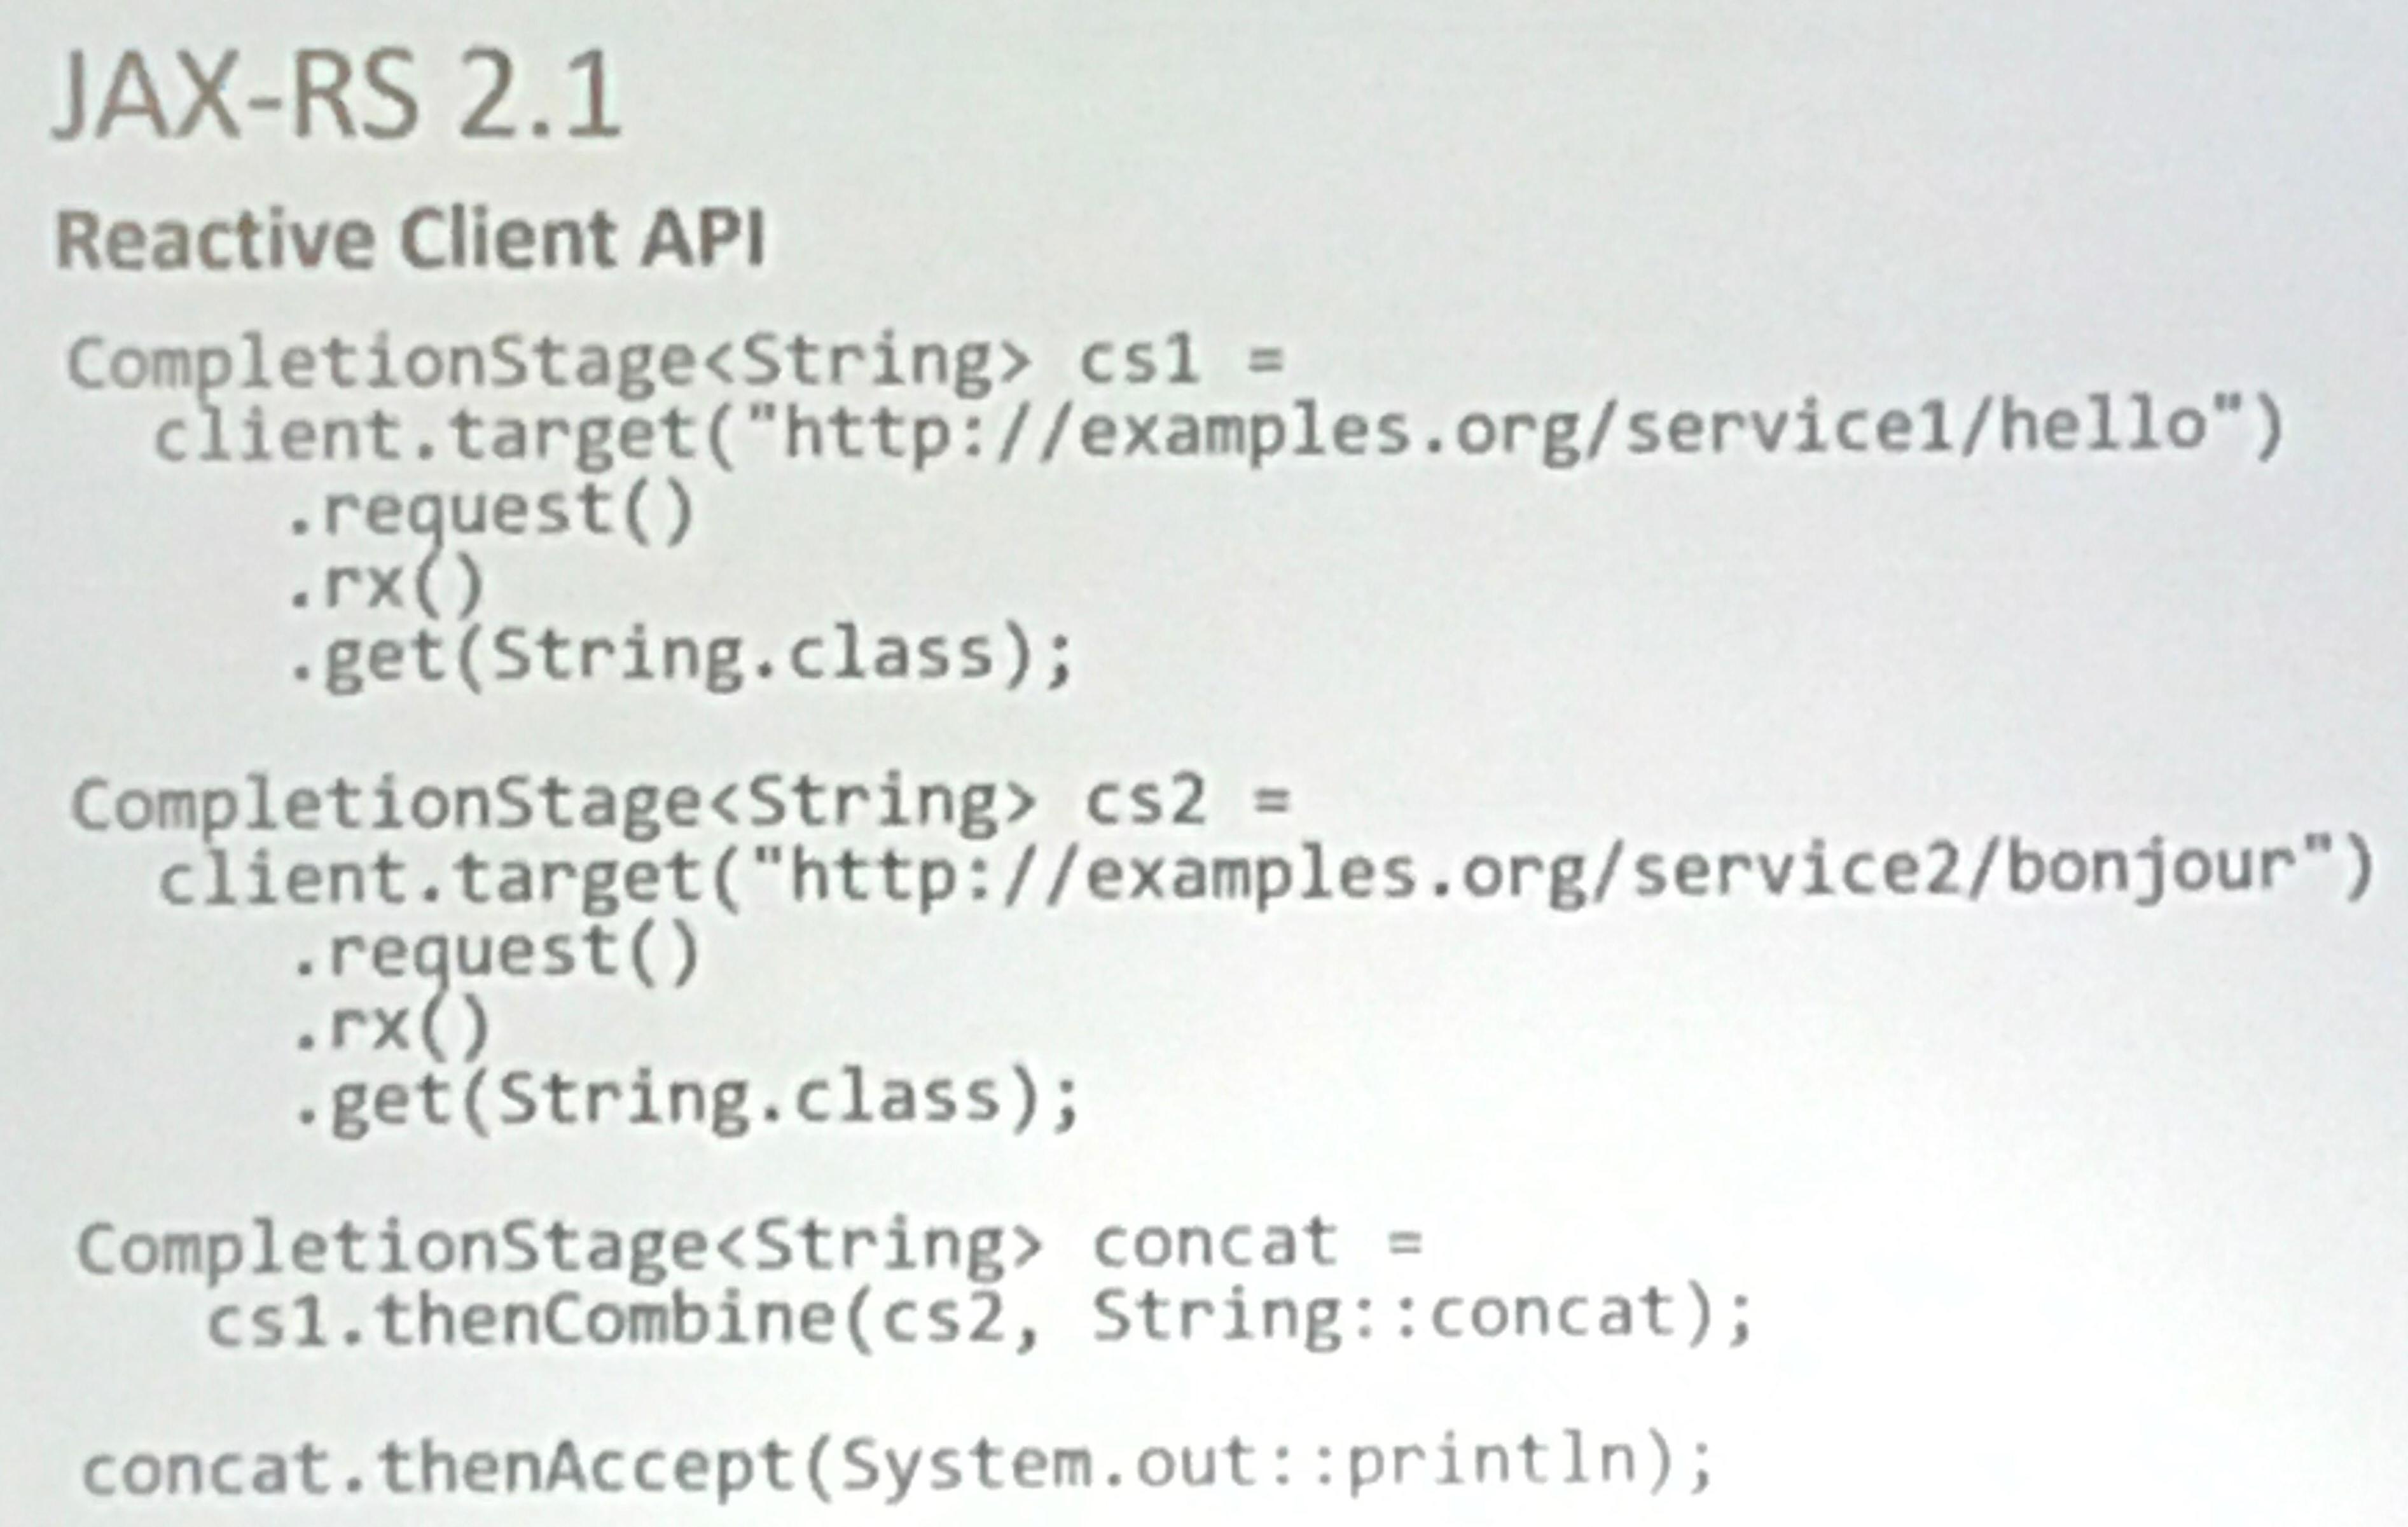 JAX-RS 2.1
Reactive Client API
CompletionStage<String> cs1 =
  client.target("http://examples.org/service1/hello")
     .request()
     .rx()
     .get(String.class);
CompletionStage<String> cs2 =
  client.target("http://examples.org/service2/bonjour")
     .request()
     .rx()
     .get(String.class);
CompletionStage<String> concat =
   cs1.thenCombine(cs2, String::concat);
concat.thenAccept(System.out::println);